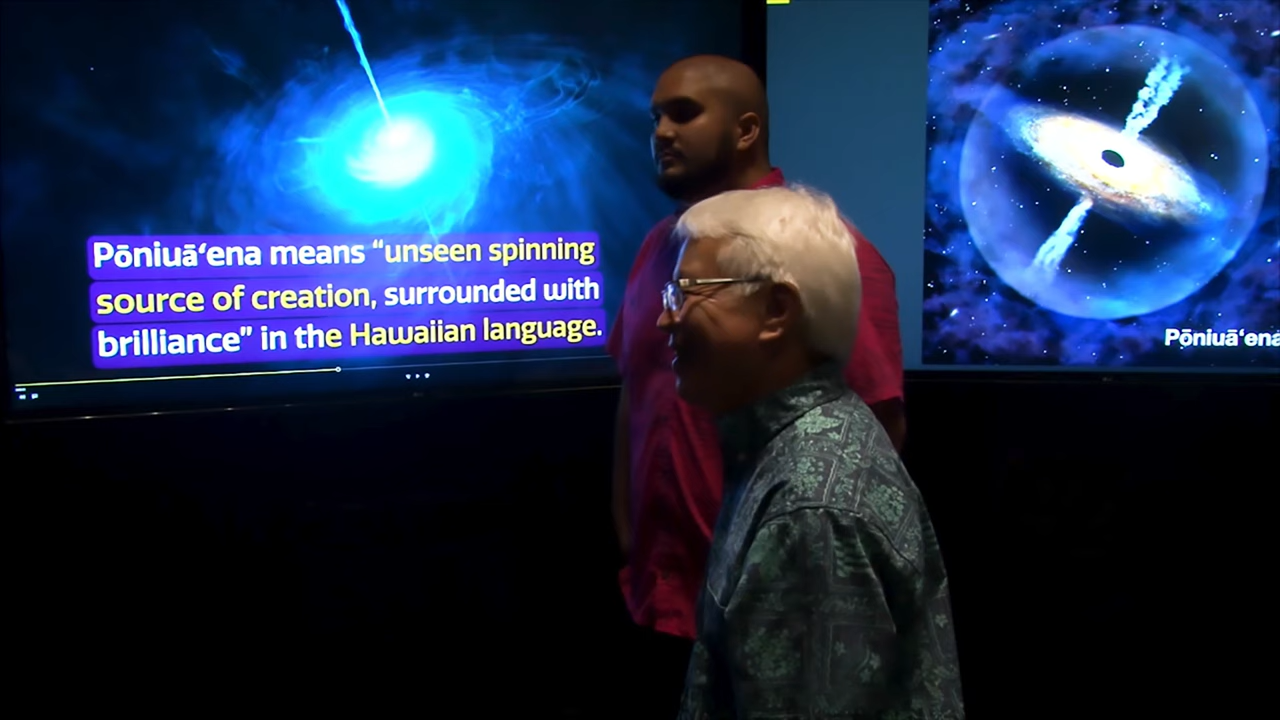 Pōniuāʻena means “unseen spinning
source of creation, surrounded with
brilliance” in the Hawaiian language.
Pōniuāʻena